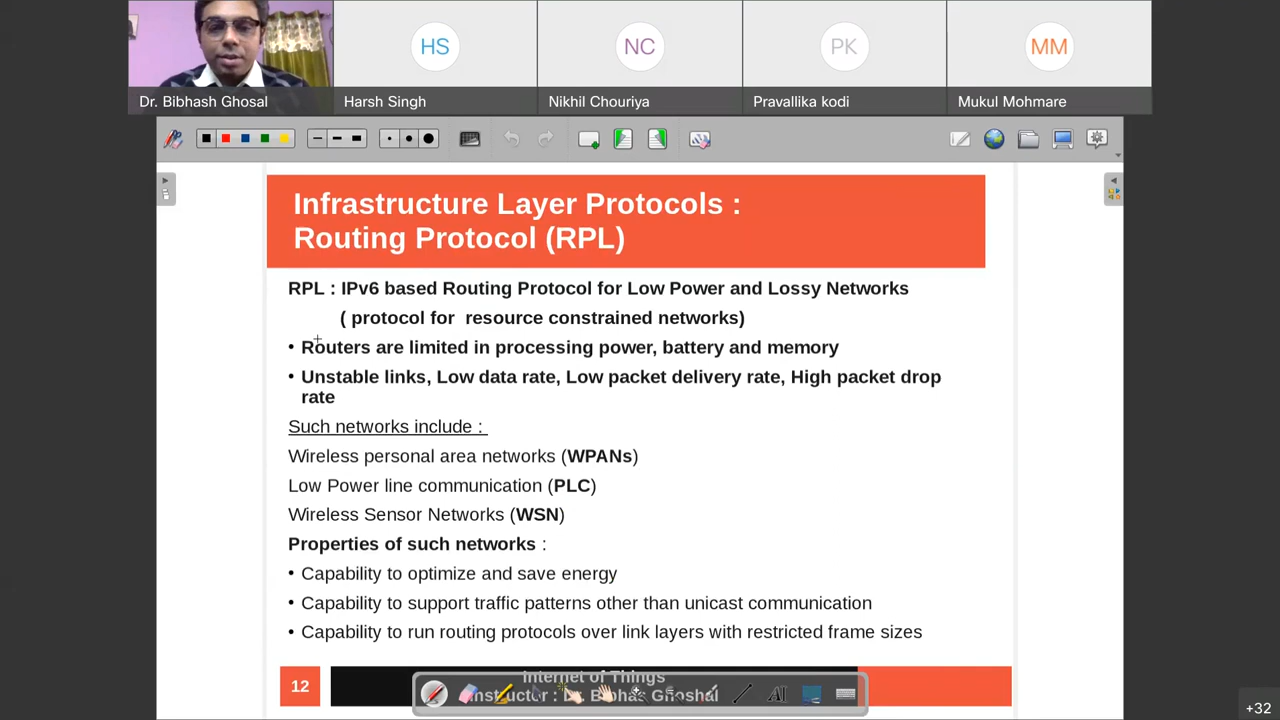 HS
NC
PK
MM
Dr. Bibhash Ghosal
Harsh Singh
Nikhil Chouriya
Pravallika kodi
Mukul Mohmare
Infrastructure Layer Protocols :
Routing Protocol (RPL)
RPL : IPv6 based Routing Protocol for Low Power and Lossy Networks
( protocol for resource constrained networks)
• Routers are limited in processing power, battery and memory
• Unstable links, Low data rate, Low packet delivery rate, High packet drop
rate
Such networks include :
Wireless personal area networks (WPANs)
Low Power line communication (PLC)
Wireless Sensor Networks (WSN)
Properties of such networks :
• Capability to optimize and save energy
• Capability to support traffic patterns other than unicast communication
• Capability to run routing protocols over link layers with restricted frame sizes
12
Internet of Things
Instructor : Dr. Bibhas Ghoshal
AI
+32